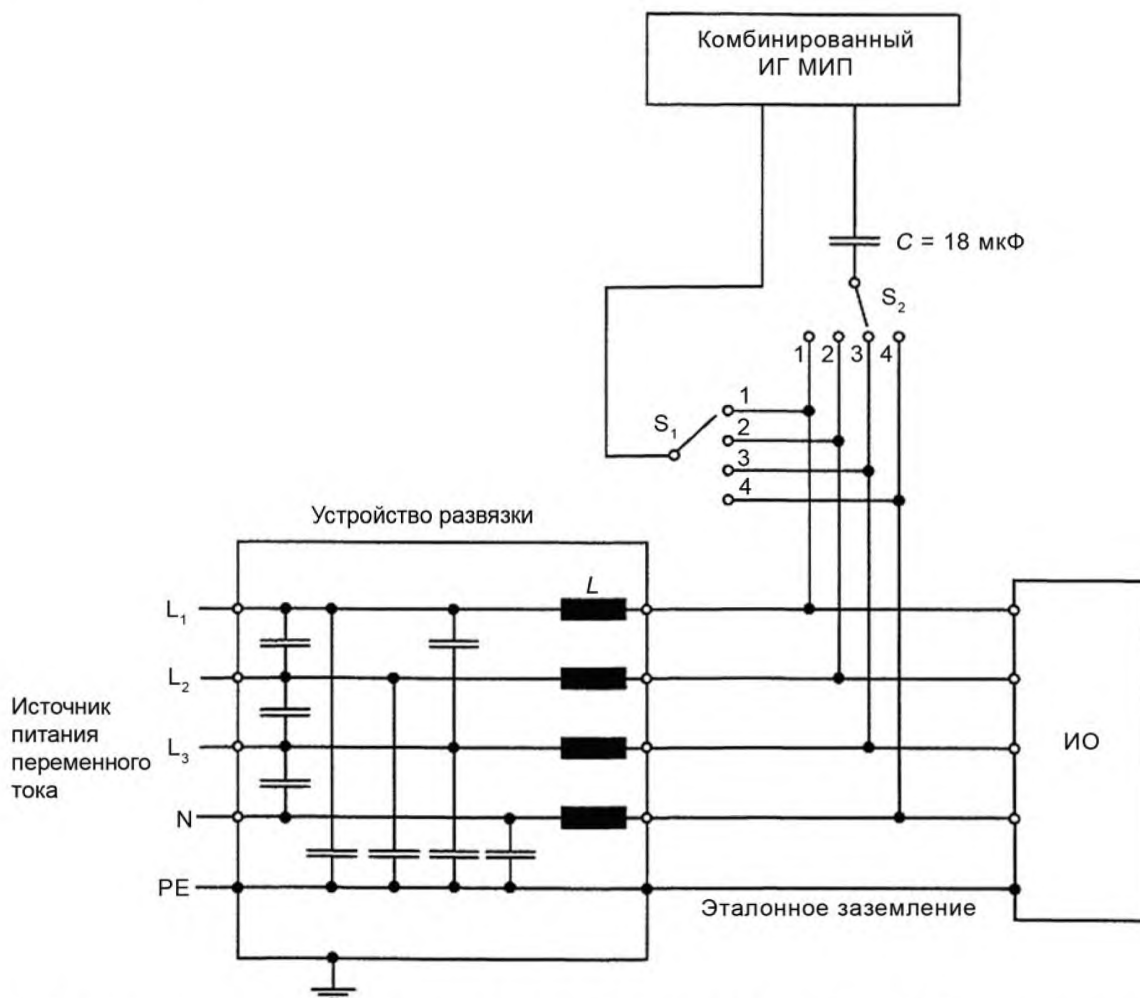 Комбинированный
ИГ МИП
C = 18 мкФ
S2
1 2 3 4
S1
1
2
3
4
Устройство развязки
L
L1
L2
L3
N
PE
Источник
питания
переменного
тока
ИО
Эталонное заземление